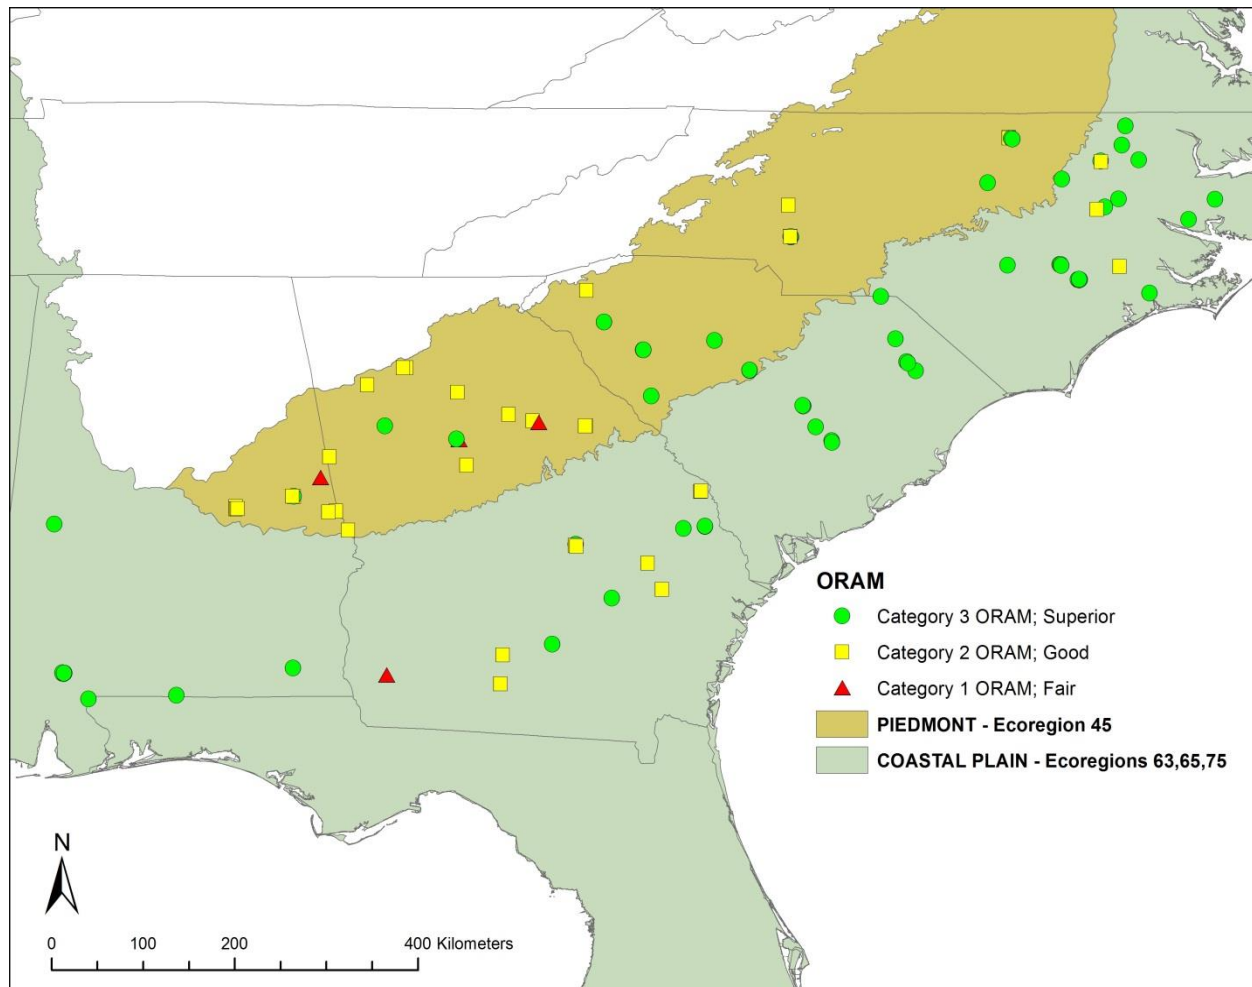 ORAM
Category 3 ORAM; Superior
Category 2 ORAM; Good
Category 1 ORAM; Fair
PIEDMONT - Ecoregion 45
COASTAL PLAIN - Ecoregions 63,65,75
N
0 100 200 400 Kilometers